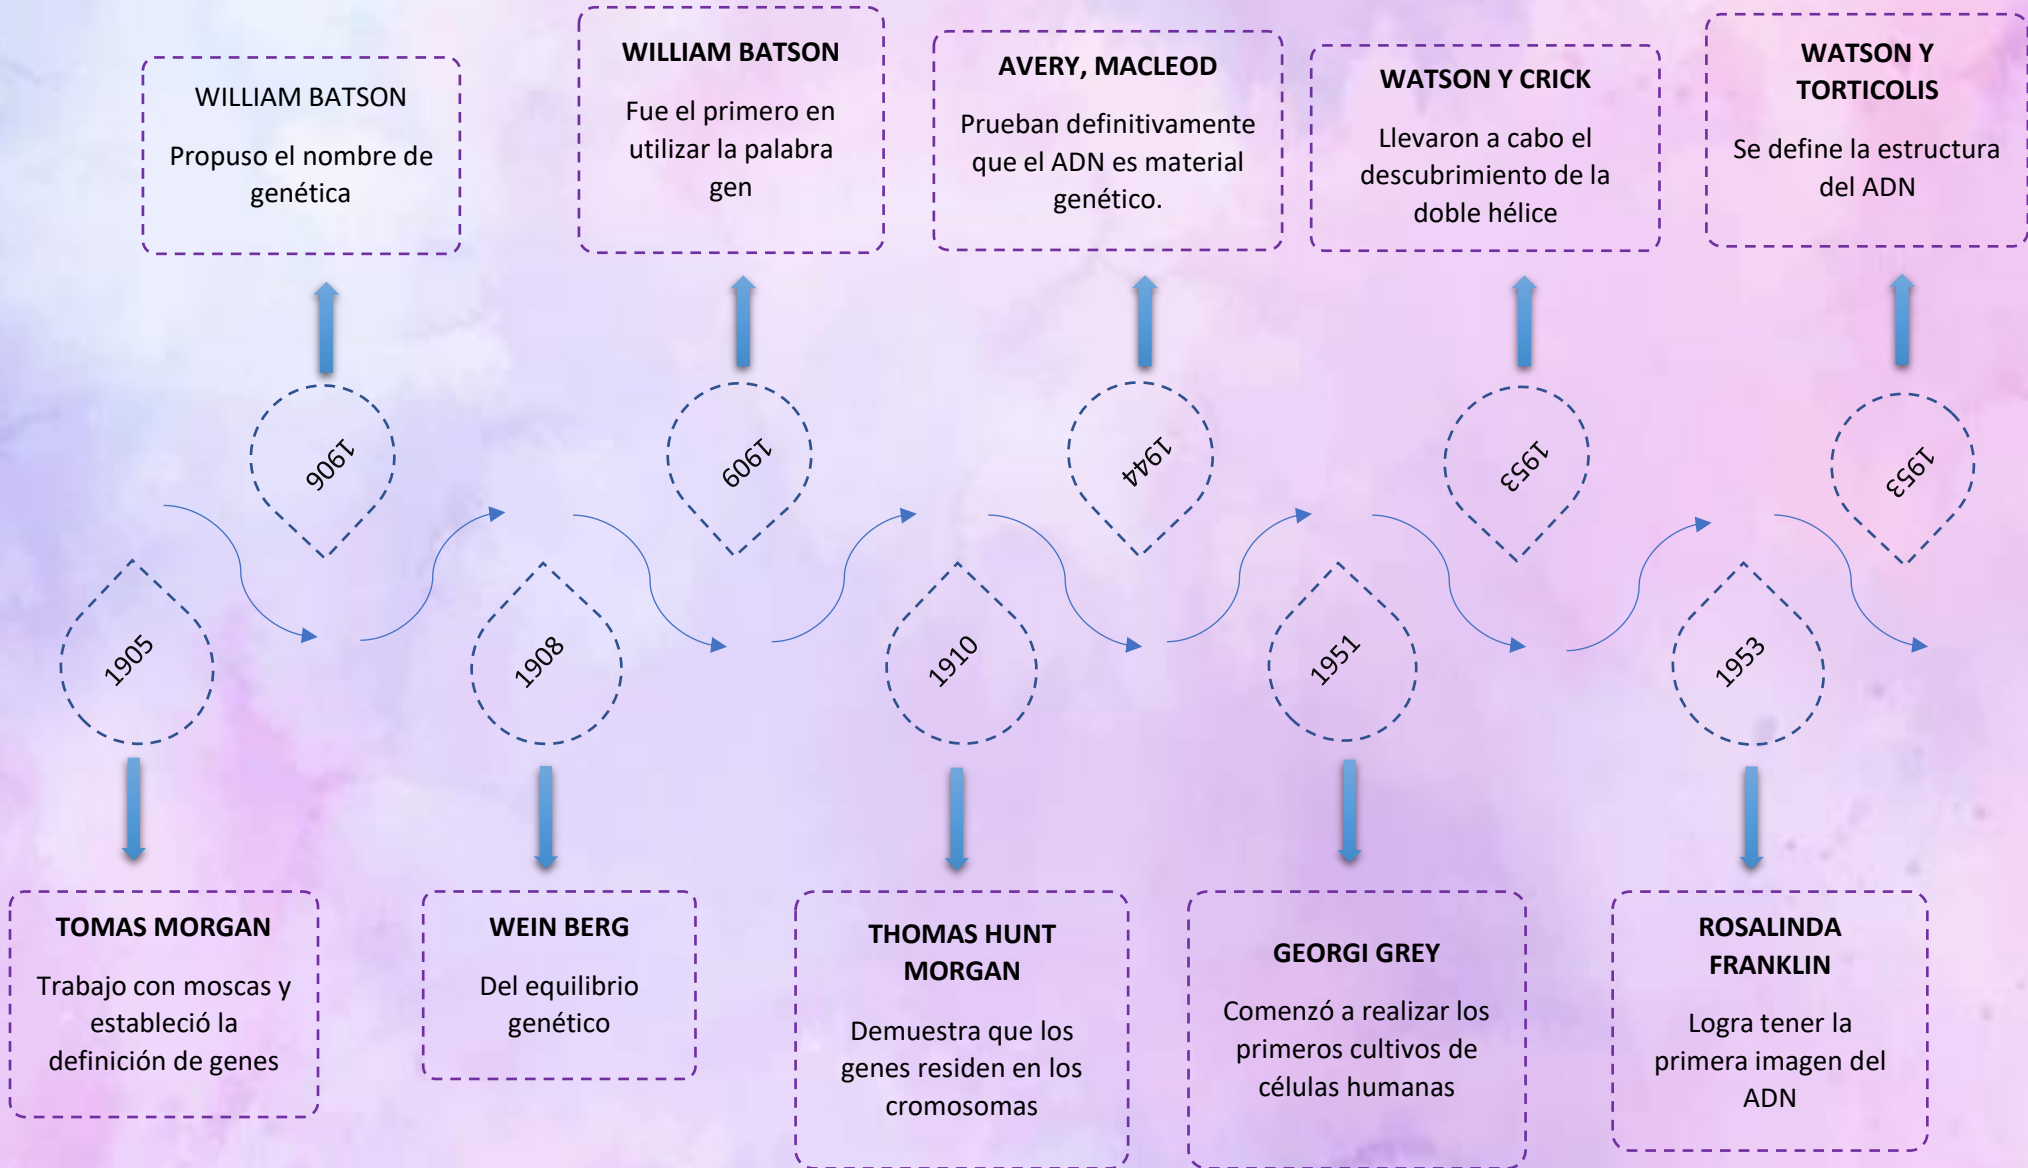 WILLIAM BATSON
Propuso el nombre de
genética
WILLIAM BATSON
Fue el primero en
utilizar la palabra
gen
AVERY, MACLEOD
Prueban definitivamente
que el ADN es material
genético.
WATSON Y CRICK
Llevaron a cabo el
descubrimiento de la
doble hélice
WATSON Y
TORTICOLIS
Se define la estructura
del ADN
1906
1909
1944
1953
1953
1905
1908
1910
1951
1953
TOMAS MORGAN
Trabajo con moscas y
estableció la
definición de genes
WEIN BERG
Del equilibrio
genético
THOMAS HUNT
MORGAN
Demuestra que los
genes residen en los
cromosomas
GEORGI GREY
Comenzó a realizar los
primeros cultivos de
células humanas
ROSALINDA
FRANKLIN
Logra tener la
primera imagen del
ADN